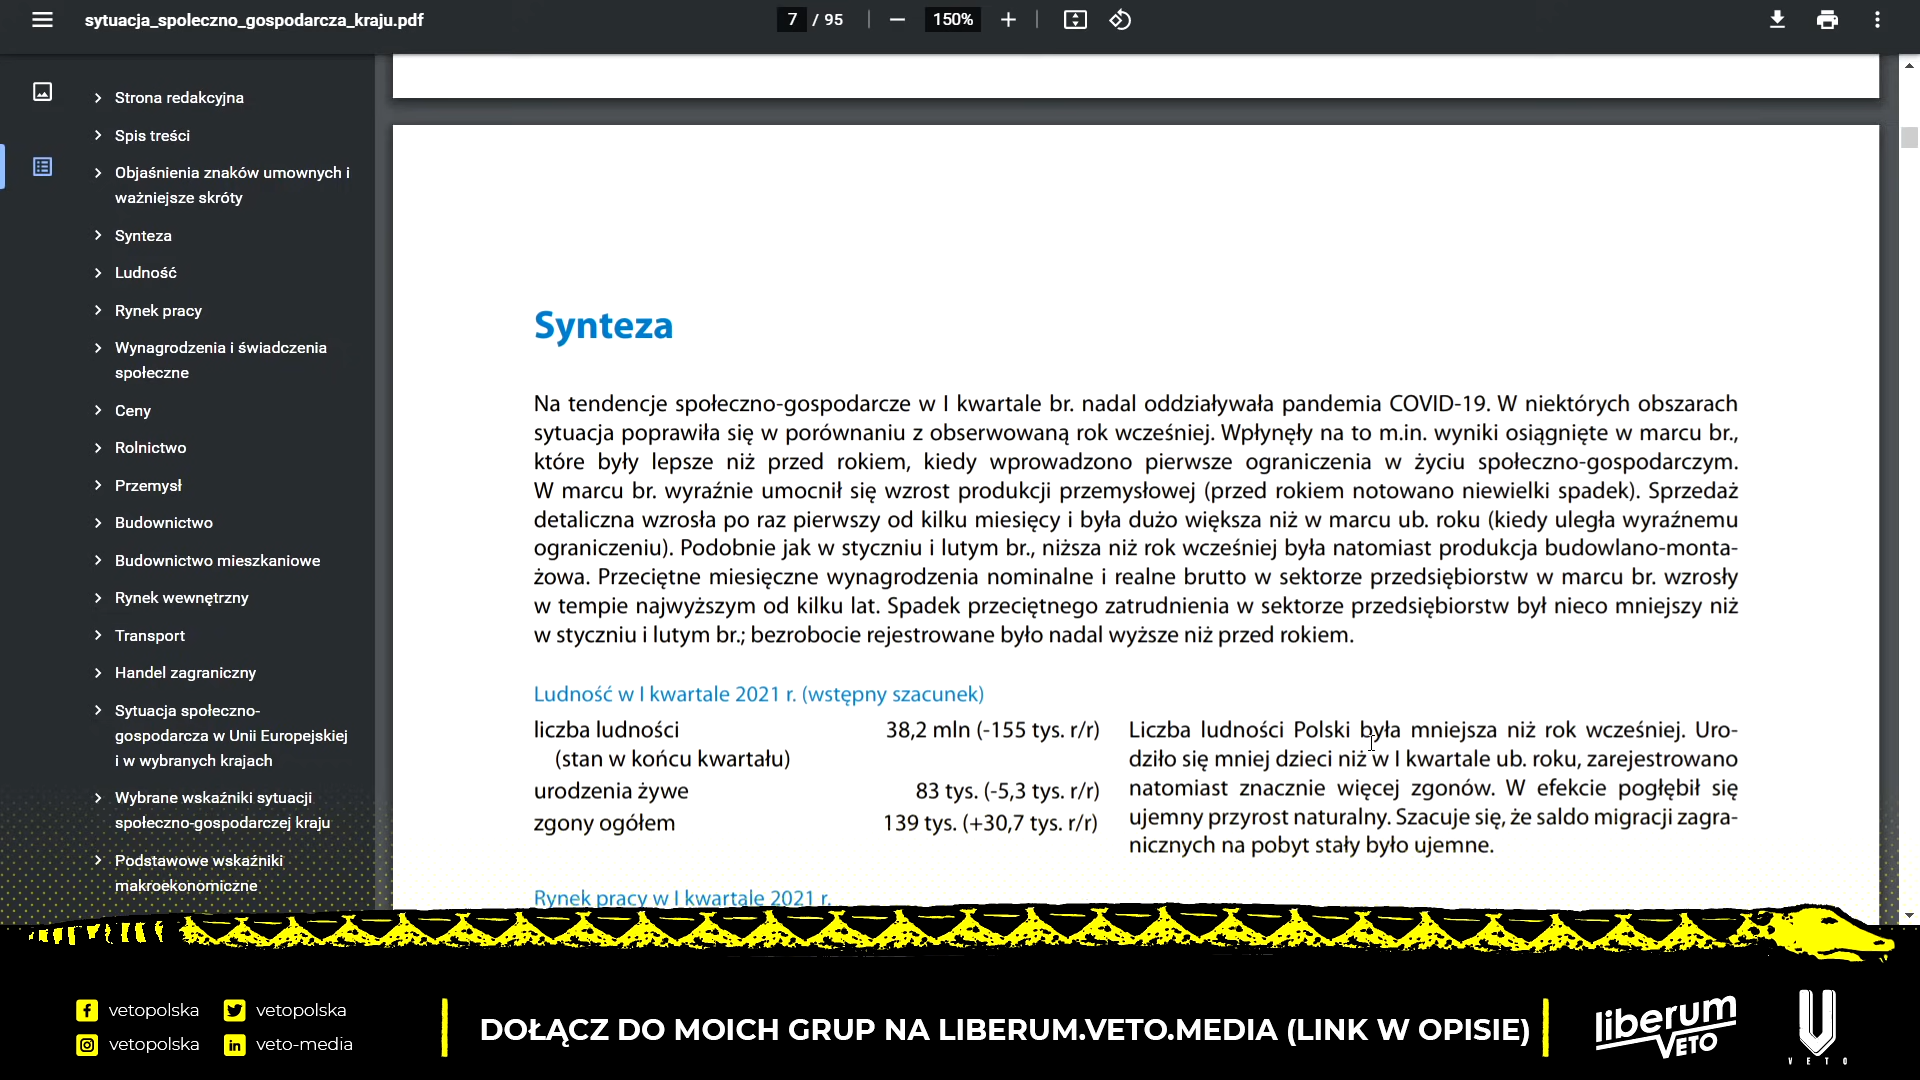 sytuacja_spoleczno_gospodarcza_kraju.pdf
7 / 95
150%
Strona redakcyjna
Spis treści
Objaśnienia znaków umownych i
ważniejsze skróty
Synteza
Ludność
Rynek pracy
Wynagrodzenia i świadczenia
społeczne
Ceny
Rolnictwo
Przemysł
Budownictwo
Budownictwo mieszkaniowe
Rynek wewnętrzny
Transport
Handel zagraniczny
Sytuacja społeczno-
gospodarcza w Unii Europejskiej
i w wybranych krajach
Wybrane wskaźniki sytuacji
społeczno-gospodarczej kraju
Podstawowe wskaźniki
makroekonomiczne
Synteza
Na tendencje społeczno-gospodarcze w I kwartale br. nadal oddziaływała pandemia COVID-19. W niektórych obszarach
sytuacja poprawiła się w porównaniu z obserwowaną rok wcześniej. Wpłynęły na to m.in. wyniki osiągnięte w marcu br.,
które były lepsze niż przed rokiem, kiedy wprowadzono pierwsze ograniczenia w życiu społeczno-gospodarczym.
W marcu br. wyraźnie umocnił się wzrost produkcji przemysłowej (przed rokiem notowano niewielki spadek). Sprzedaż
detaliczna wzrosła po raz pierwszy od kilku miesięcy i była dużo większa niż w marcu ub. roku (kiedy uległa wyraźnemu
ograniczeniu). Podobnie jak w styczniu i lutym br., niższa niż rok wcześniej była natomiast produkcja budowlano-monta-
żowa. Przeciętne miesięczne wynagrodzenia nominalne i realne brutto w sektorze przedsiębiorstw w marcu br. wzrosły
w tempie najwyższym od kilku lat. Spadek przeciętnego zatrudnienia w sektorze przedsiębiorstw był nieco mniejszy niż
w styczniu i lutym br.; bezrobocie rejestrowane było nadal wyższe niż przed rokiem.
Ludność w I kwartale 2021 r. (wstępny szacunek)
liczba ludności 38,2 mln (-155 tys. r/r)
(stan w końcu kwartału)
urodzenia żywe 83 tys. (-5,3 tys. r/r)
zgony ogółem 139 tys. (+30,7 tys. r/r)
Liczba ludności Polski była mniejsza niż rok wcześniej. Uro-
dziło się mniej dzieci niż w I kwartale ub. roku, zarejestrowano
natomiast znacznie więcej zgonów. W efekcie pogłębił się
ujemny przyrost naturalny. Szacuje się, że saldo migracji zagra-
nicznych na pobyt stały było ujemne.
Rynek pracy w I kwartale 2021 r.
vetopolska vetopolska
vetopolska veto-media
DOŁĄCZ DO MOICH GRUP NA LIBERUM.VETO.MEDIA (LINK W OPISIE)
liberum
VETO
VETO